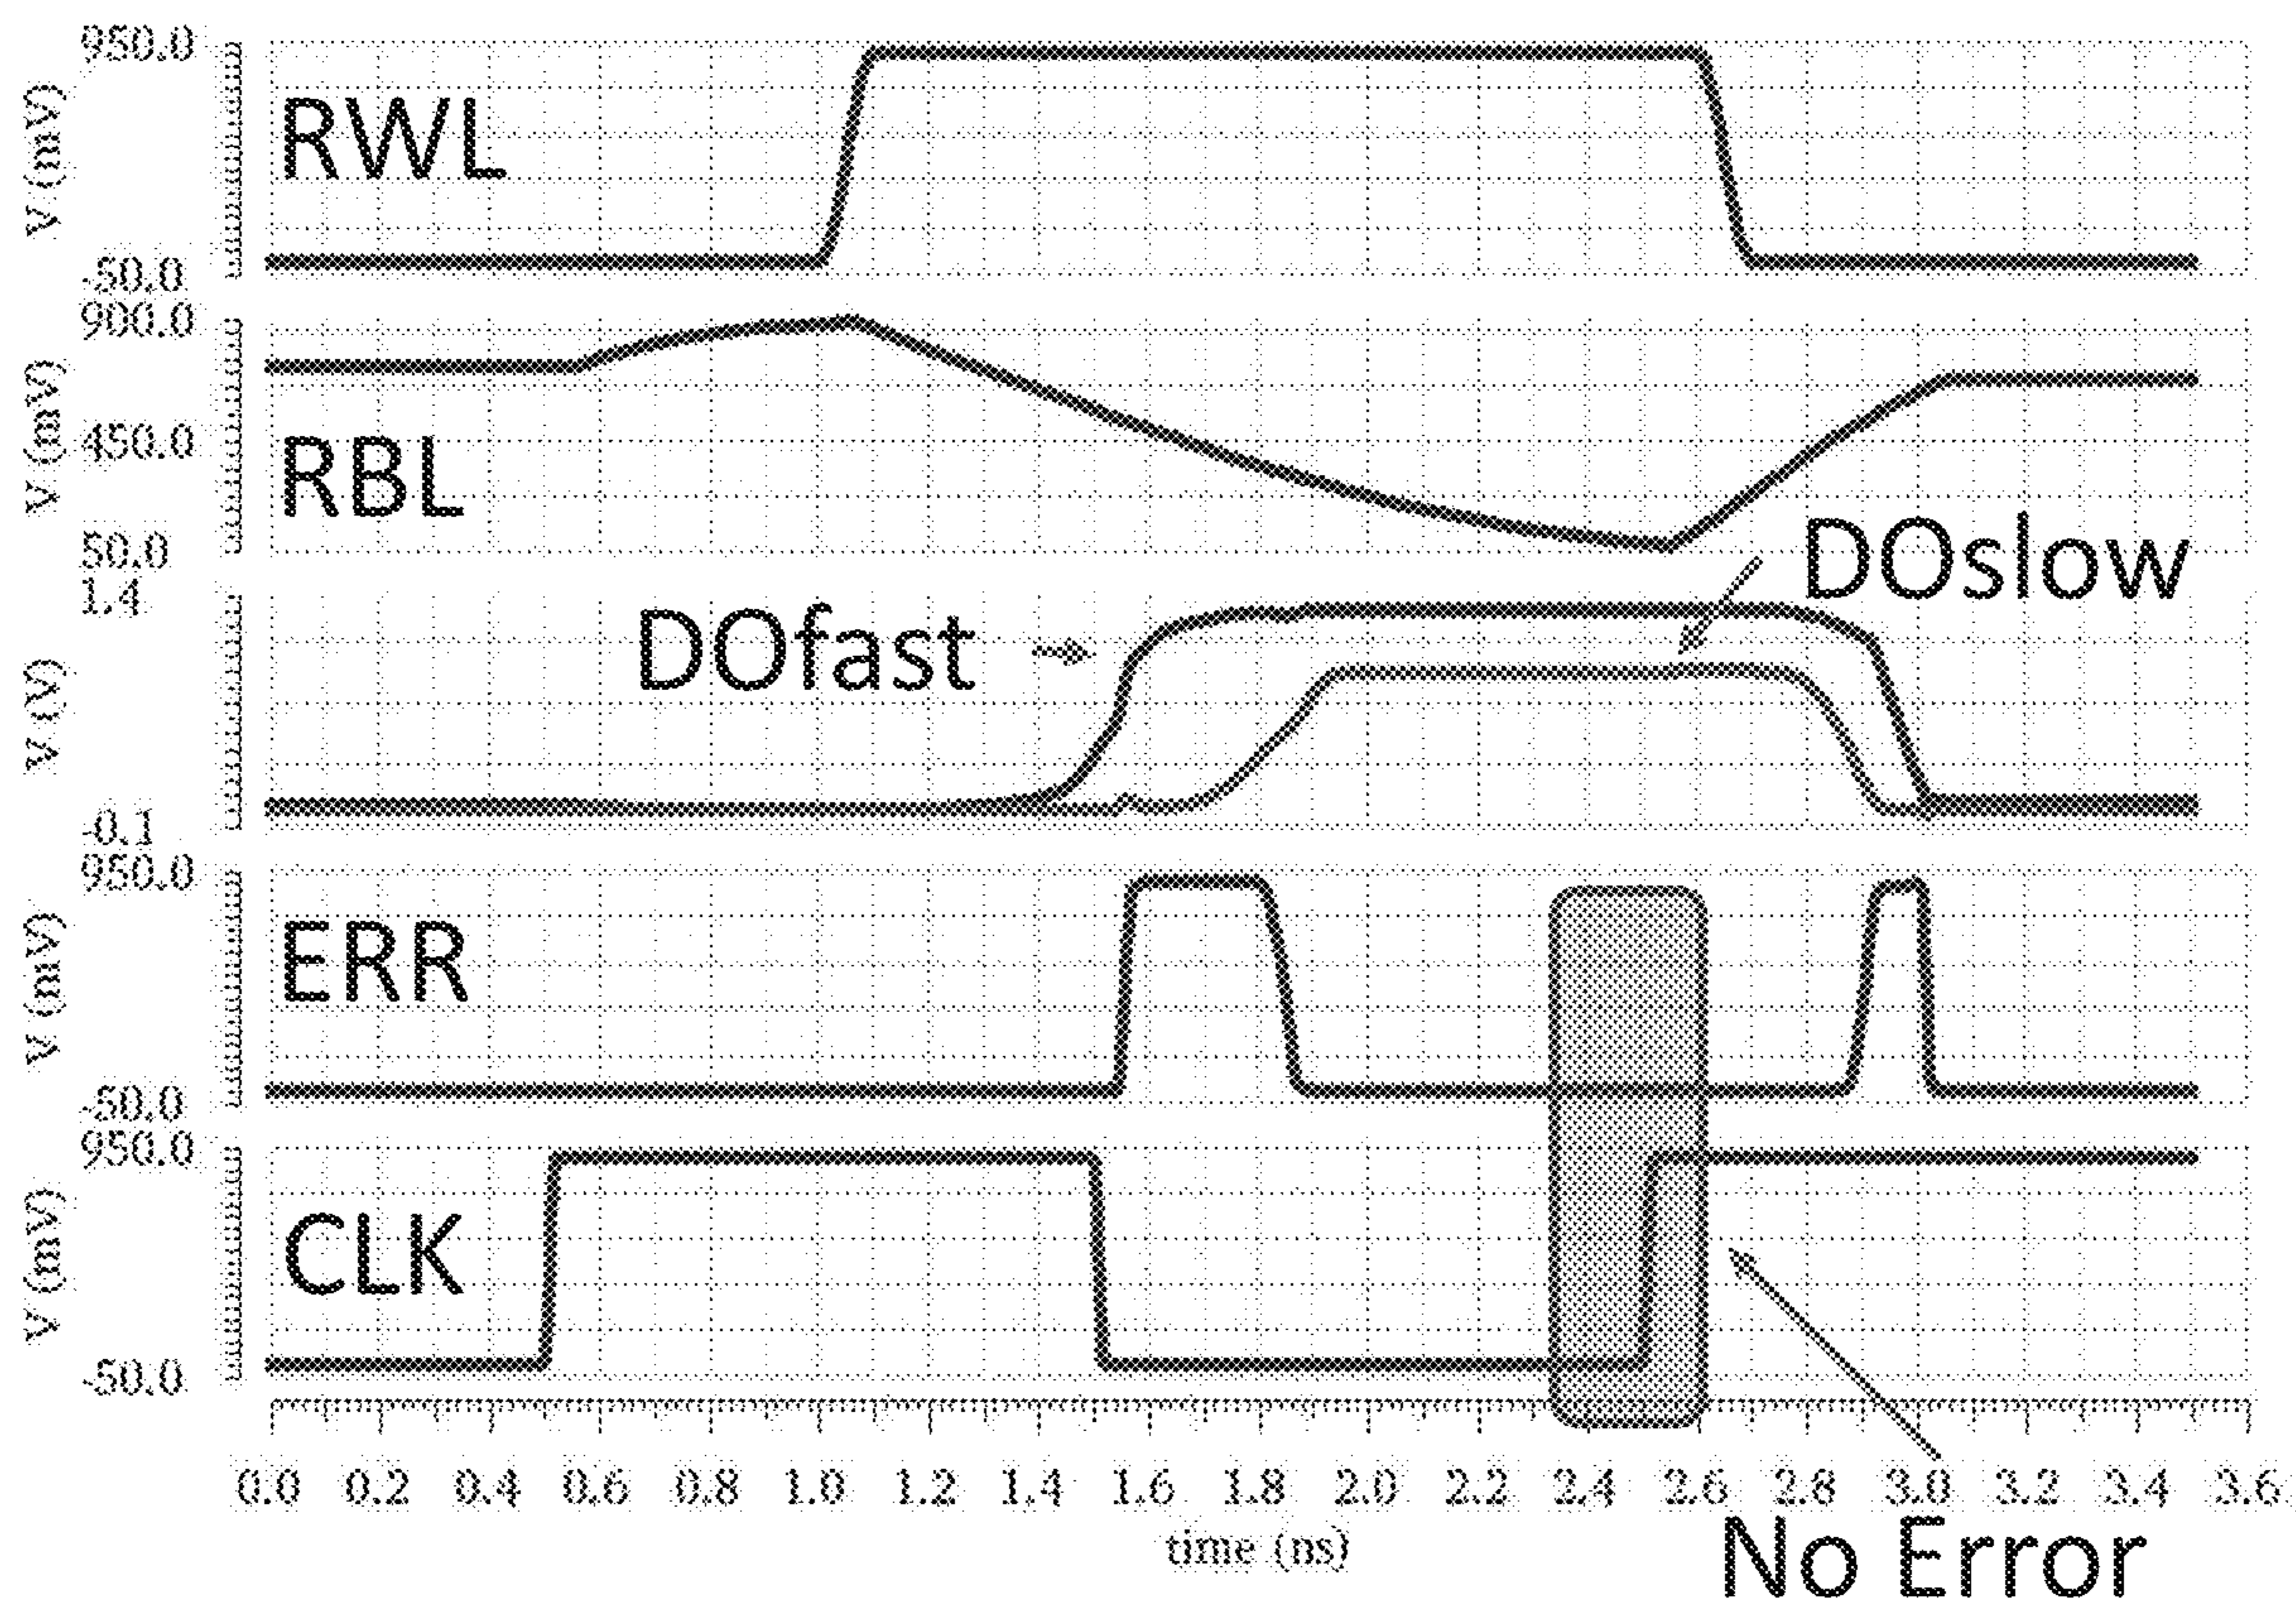 950.0
V (mV)
RWL
-50.0
900.0
V (mV)
450.0
RBL
50.0
DOslow
1.4
DOfast
V (V)
-0.1
950.0
V (mV)
ERR
-50.0
950.0
V (mV)
CLK
-50.0
0.0 0.2 0.4 0.6 0.8 1.0 1.2 1.4 1.6 1.8 2.0 2.2 2.4 2.6 2.8 3.0 3.2 3.4 3.6
time (ns)
No Error